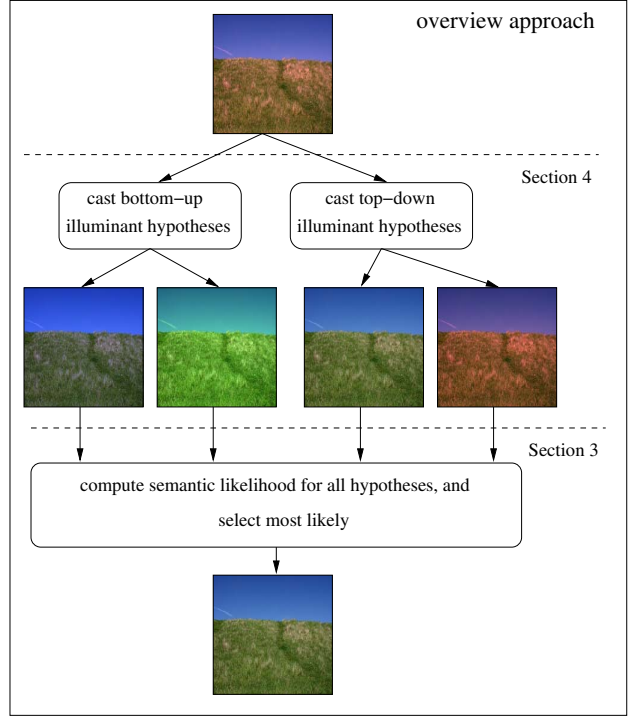 overview approach
Section 4
cast bottom−up
illuminant hypotheses
cast top−down
illuminant hypotheses
Section 3
compute semantic likelihood for all hypotheses, and
select most likely